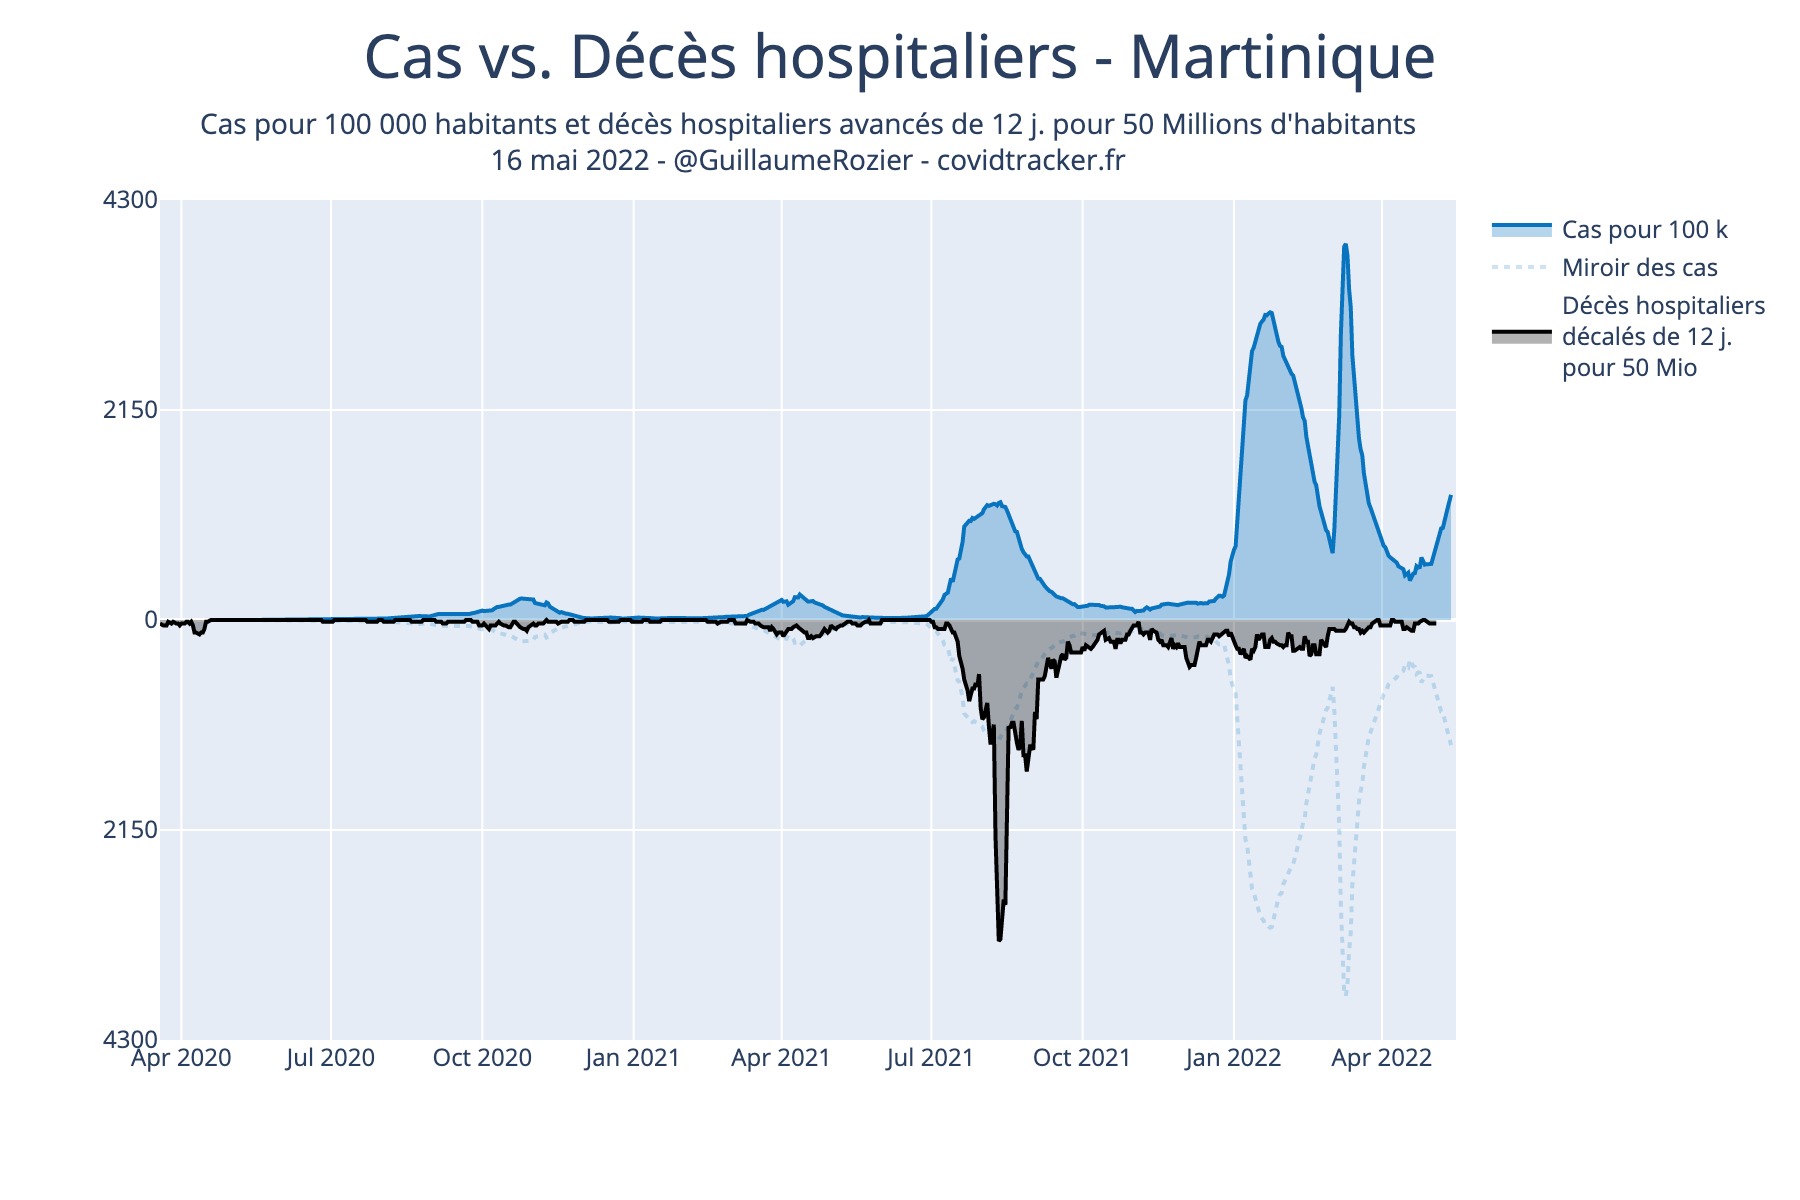 Cas vs. Décès hospitaliers - Martinique
Cas pour 100 000 habitants et décès hospitaliers avancés de 12 j. pour 50 Millions d'habitants
16 mai 2022 - @GuillaumeRozier - covidtracker.fr
4300
2150
0
2150
4300
Apr 2020
Jul 2020
Oct 2020
Jan 2021
Apr 2021
Jul 2021
Oct 2021
Jan 2022
Apr 2022
Cas pour 100 k
Miroir des cas
Décès hospitaliers
décalés de 12 j.
pour 50 Mio